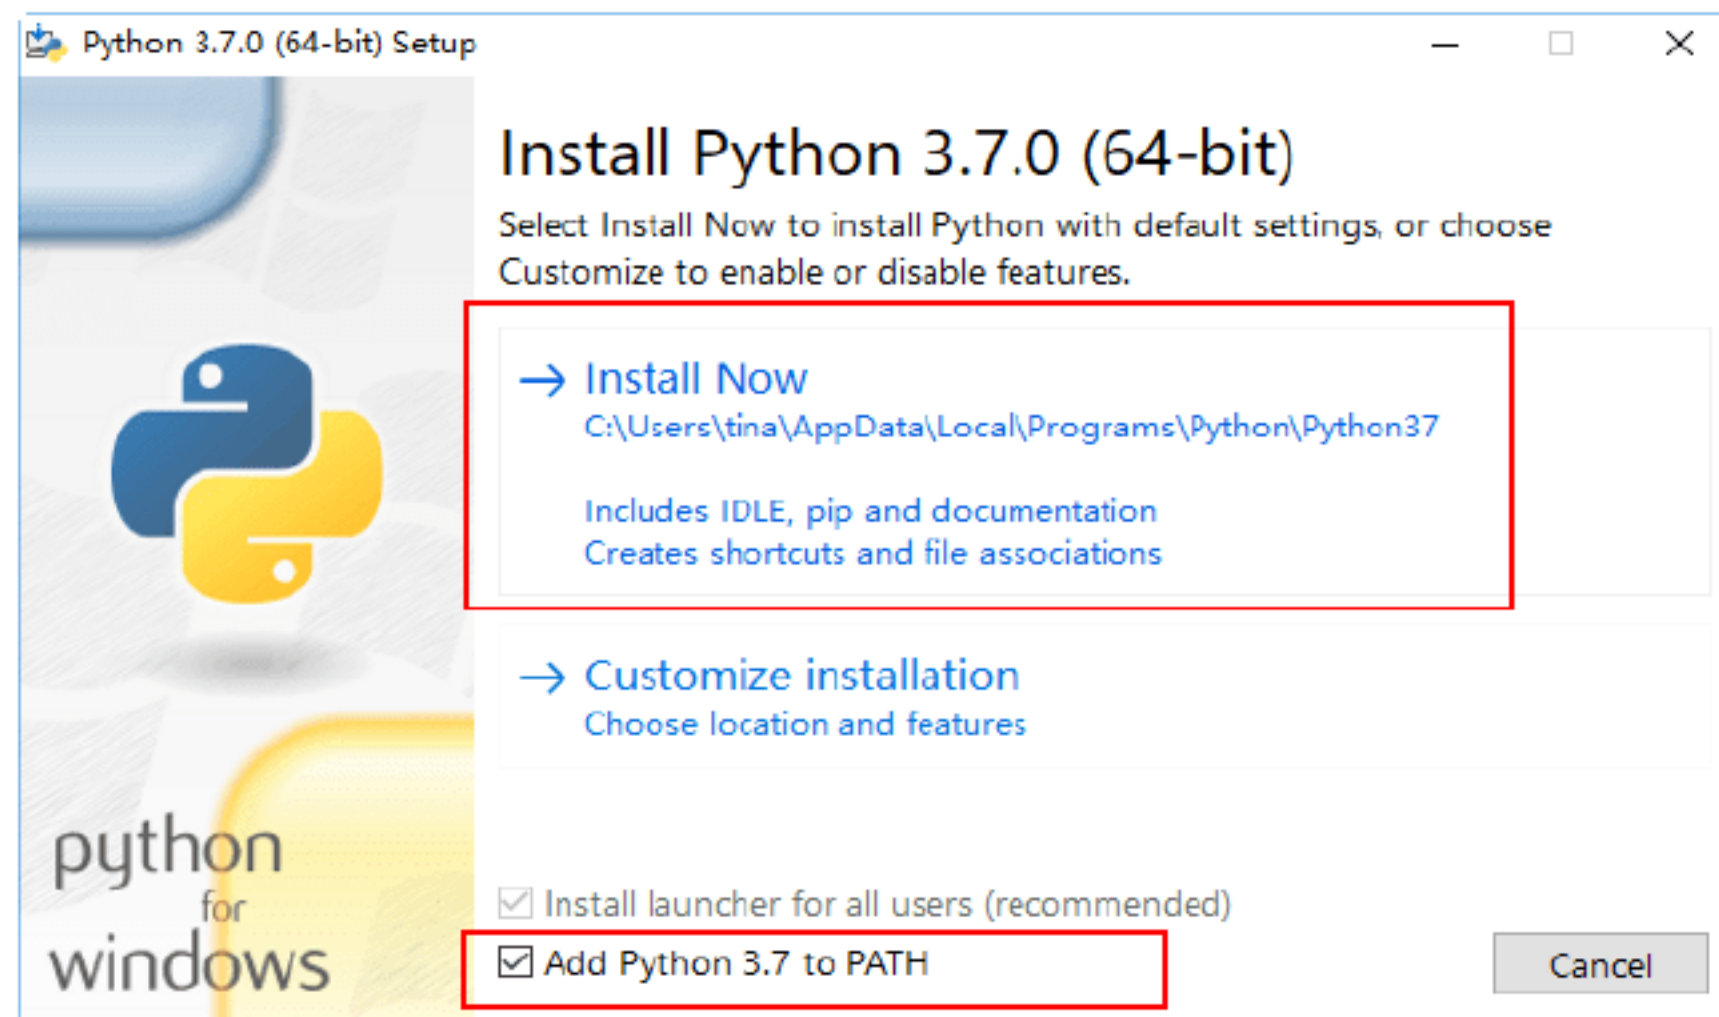 Python 3.7.0 (64-bit) Setup
Install Python 3.7.0 (64-bit)
Select Install Now to install Python with default settings, or choose
Customize to enable or disable features.
Install Now
C:\Users\tina\AppData\Local\Programs\Python\Python37
Includes IDLE, pip and documentation
Creates shortcuts and file associations
Customize installation
Choose location and features
python
for
windows
Install launcher for all users (recommended)
Add Python 3.7 to PATH
Cancel